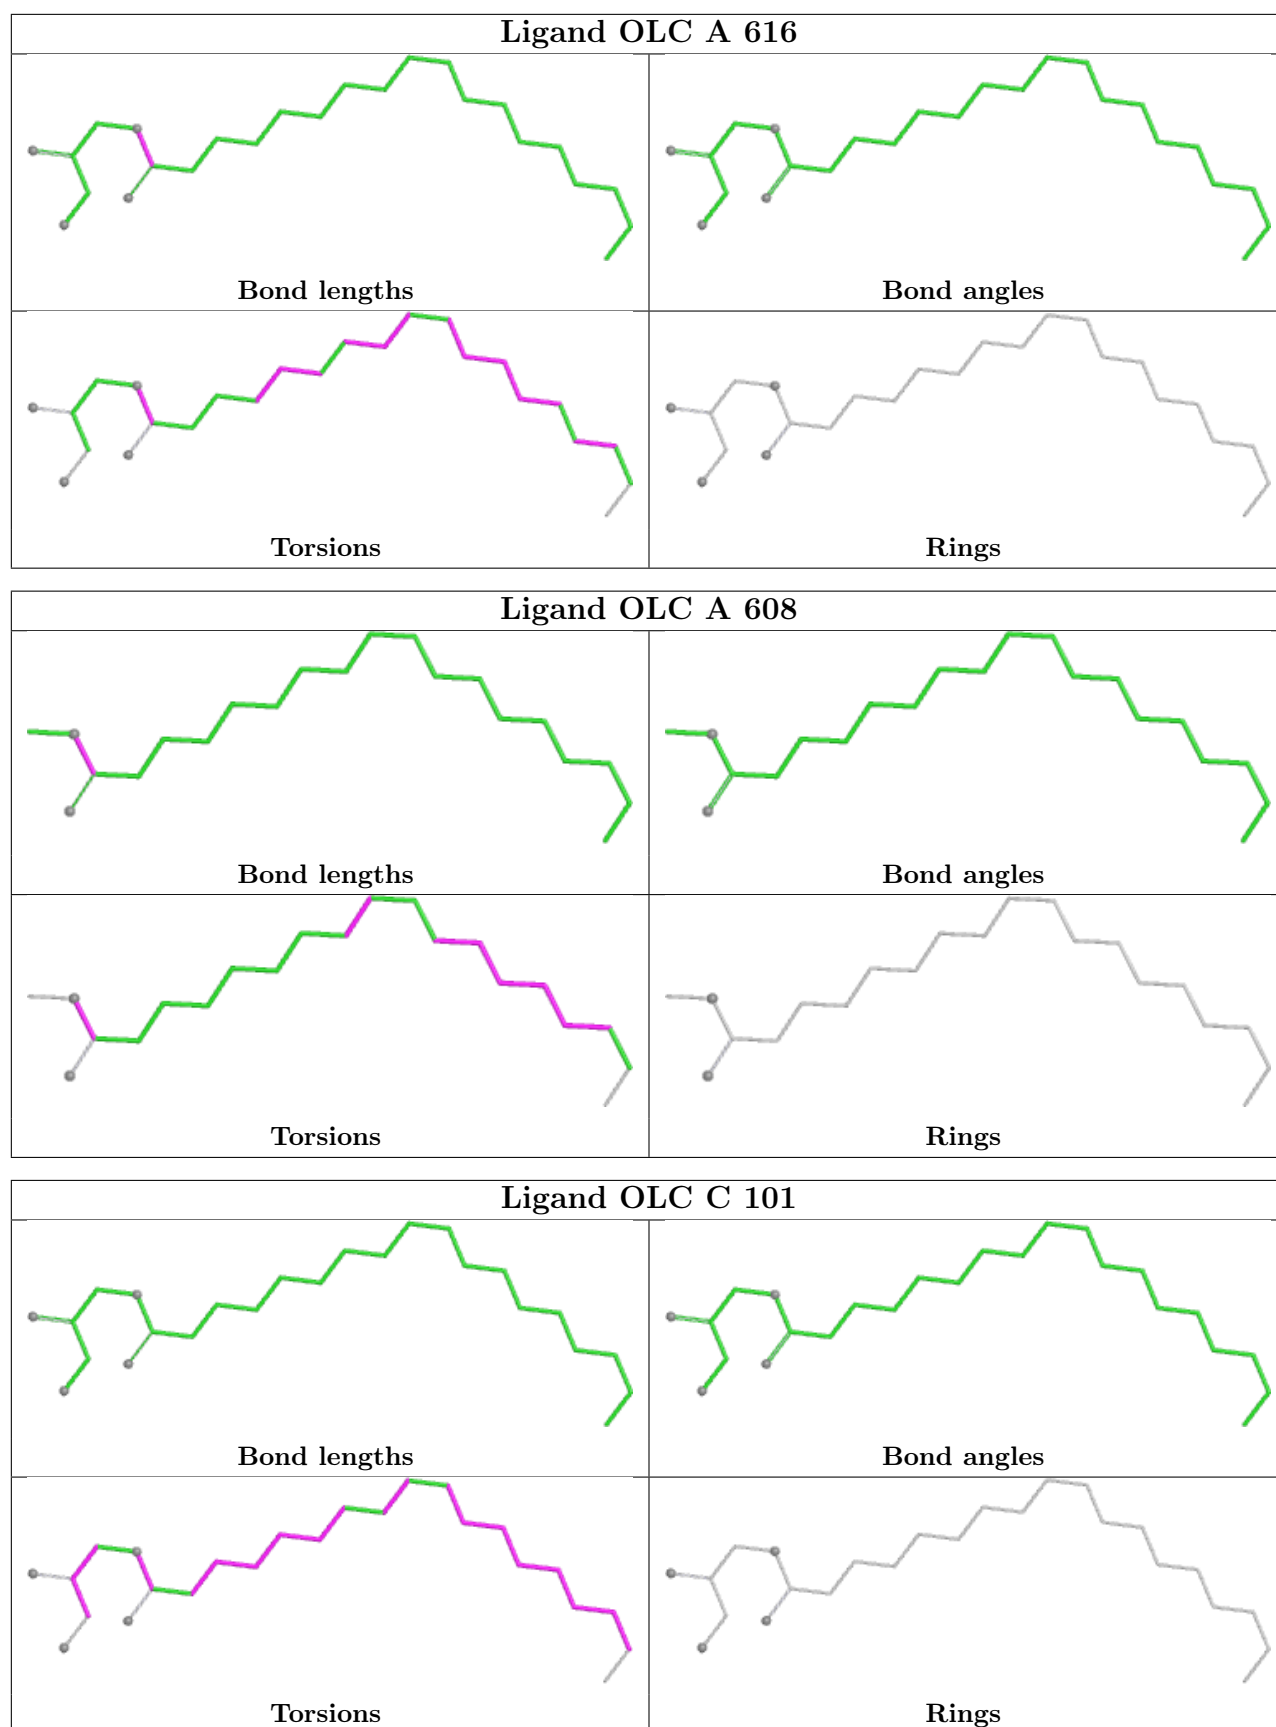 Ligand OLC A 616
Bond lengths
Bond angles
Torsions
Rings
Ligand OLC A 608
Bond lengths
Bond angles
Torsions
Rings
Ligand OLC C 101
Bond lengths
Bond angles
Torsions
Rings